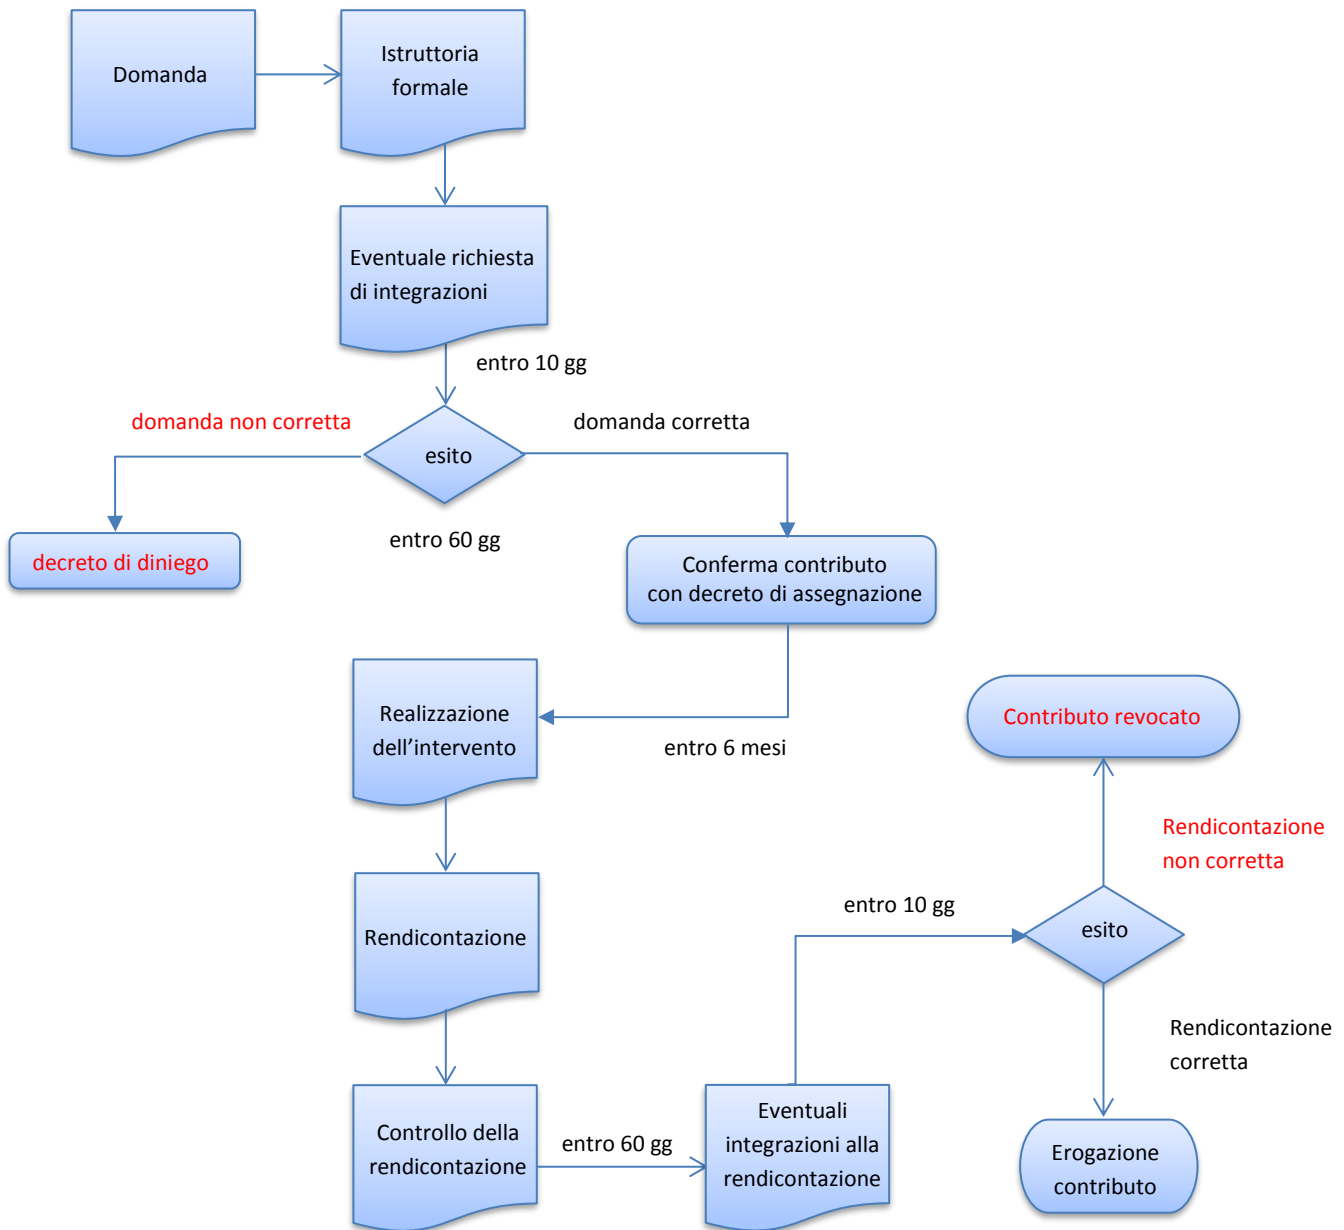 Domanda
Istruttoria
formale
Eventuale richiesta
di integrazioni
entro 10 gg
domanda non corretta
domanda corretta
esito
entro 60 gg
decreto di diniego
Conferma contributo
con decreto di assegnazione
Realizzazione
dell’intervento
entro 6 mesi
Contributo revocato
Rendicontazione
non corretta
Rendicontazione
entro 10 gg
esito
Rendicontazione
corretta
Controllo della
rendicontazione
entro 60 gg
Eventuali
integrazioni alla
rendicontazione
Erogazione
contributo